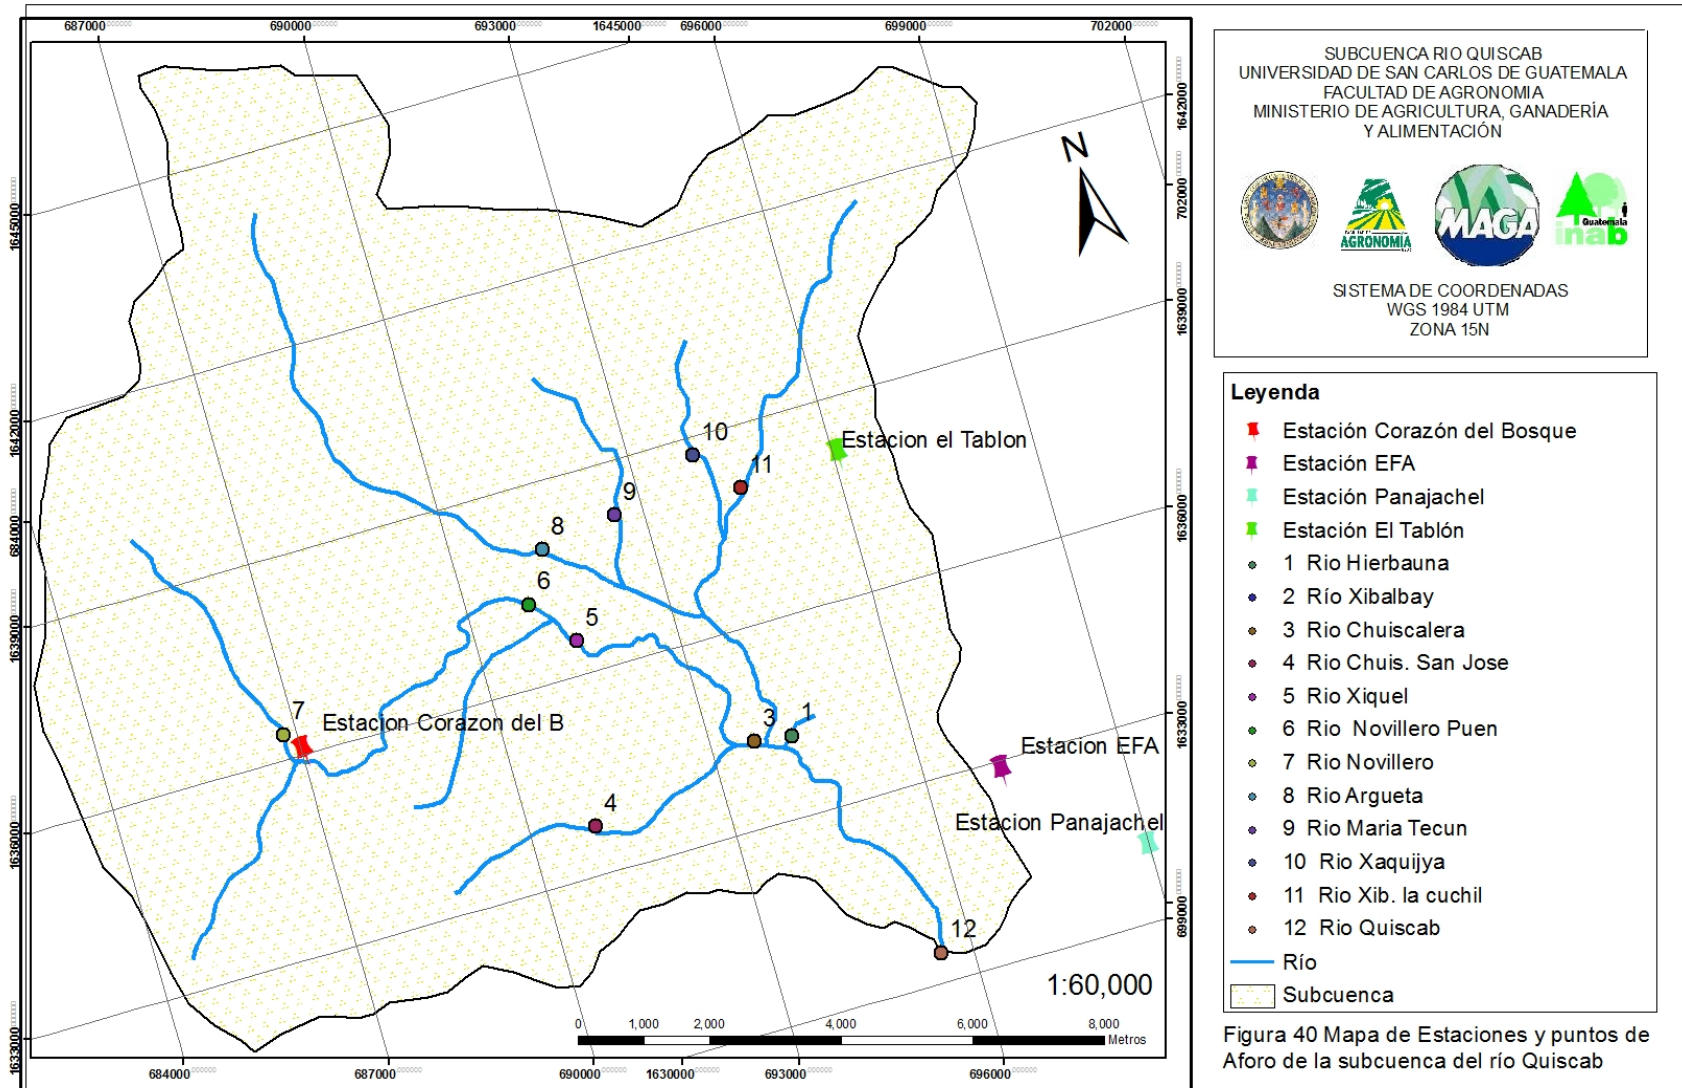 687000
690000
693000
1645000
696000
699000
702000
1645000
1642000
684000
1639000
1636000
1633000
1642000
702000
1639000
1636000
1633000
699000
684000
687000
690000
1630000
693000
696000
N
Estacion el Tablon
10
11
9
8
6
5
7
Estacion Corazon del B
3
1
Estacion EFA
4
Estacion Panajachel
12
1:60,000
0 1,000 2,000 4,000 6,000 8,000
Metros
SUBCUENCA RIO QUISCAB
UNIVERSIDAD DE SAN CARLOS DE GUATEMALA
FACULTAD DE AGRONOMIA
MINISTERIO DE AGRICULTURA, GANADERÍA
Y ALIMENTACIÓN
AGRONOMIA
MAGA
Guatemala
inab
SISTEMA DE COORDENADAS
WGS 1984 UTM
ZONA 15N
Leyenda
Estación Corazón del Bosque
Estación EFA
Estación Panajachel
Estación El Tablón
1 Rio Hierbauna
2 Río Xibalbay
3 Rio Chuiscalera
4 Rio Chuis. San Jose
5 Rio Xiquel
6 Rio Novillero Puen
7 Rio Novillero
8 Rio Argueta
9 Rio Maria Tecun
10 Rio Xaquijya
11 Rio Xib. la cuchil
12 Rio Quiscab
Río
Subcuenca
Figura 40 Mapa de Estaciones y puntos de
Aforo de la subcuenca del río Quiscab